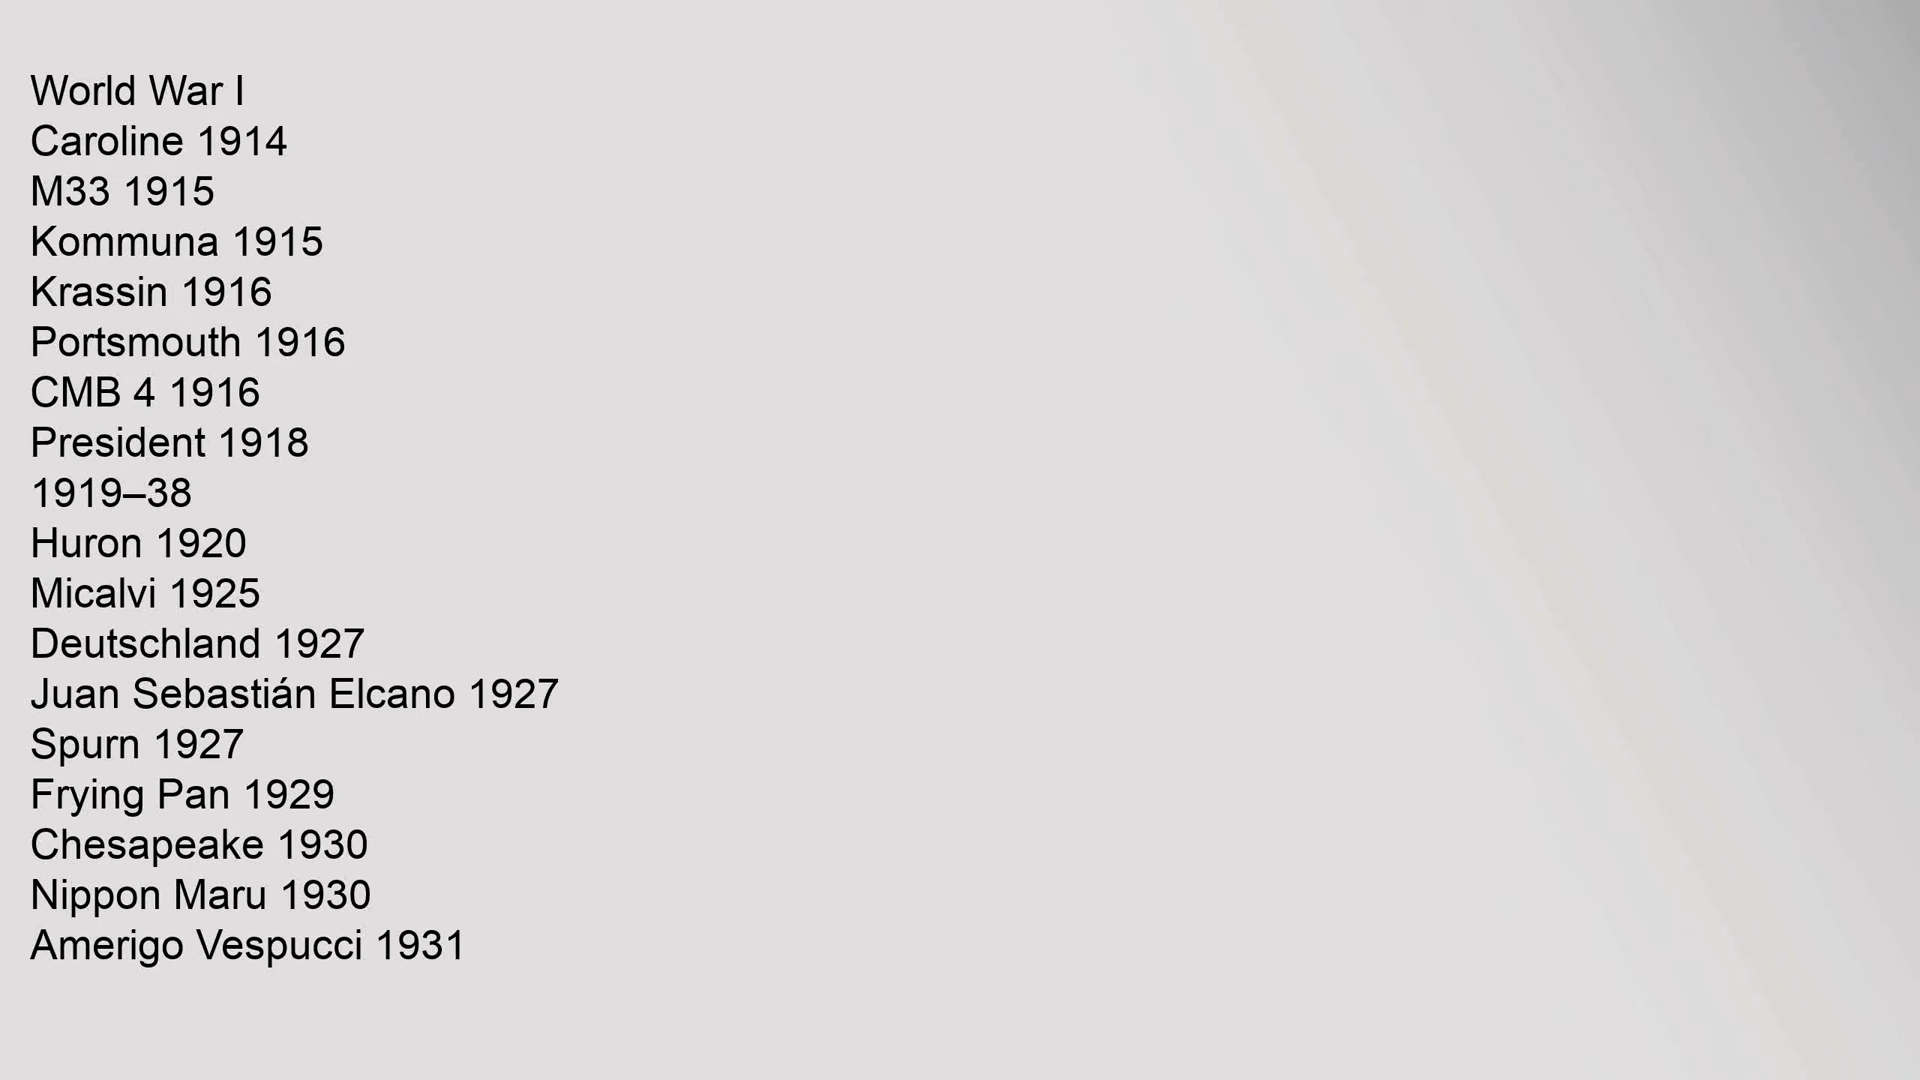 World War I
Caroline 1914
M33 1915
Kommuna 1915
Krassin 1916
Portsmouth 1916
CMB 4 1916
President 1918
1919–38
Huron 1920
Micalvi 1925
Deutschland 1927
Juan Sebastián Elcano 1927
Spurn 1927
Frying Pan 1929
Chesapeake 1930
Nippon Maru 1930
Amerigo Vespucci 1931